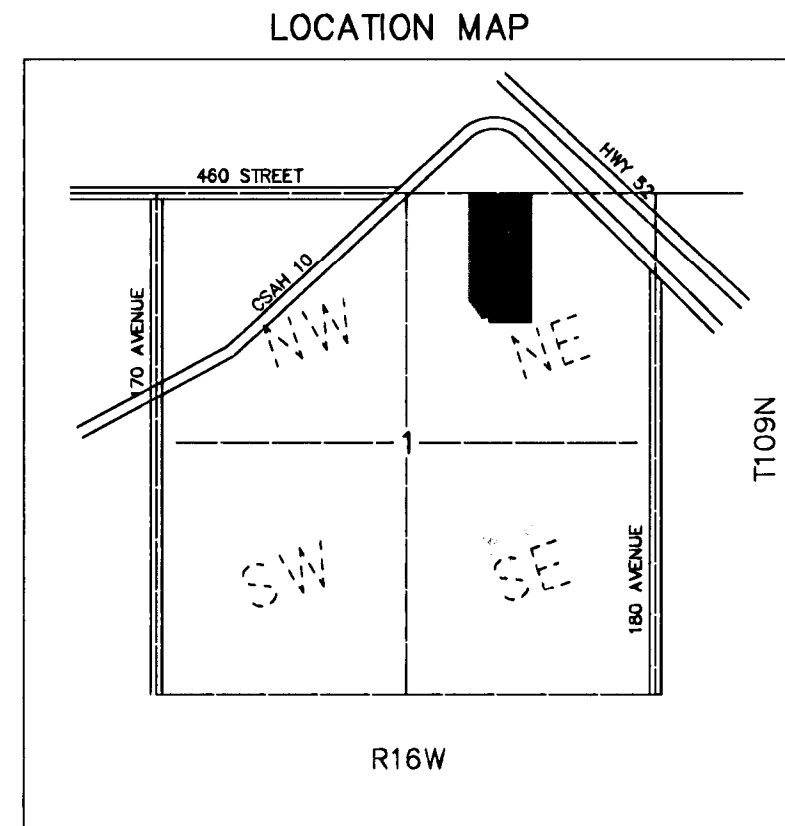 LOCATION MAP
460 STREET
HWY 52
CSAH 10
170 AVENUE
NW
NE
1
T109N
SW
SE
180 AVENUE
R16W